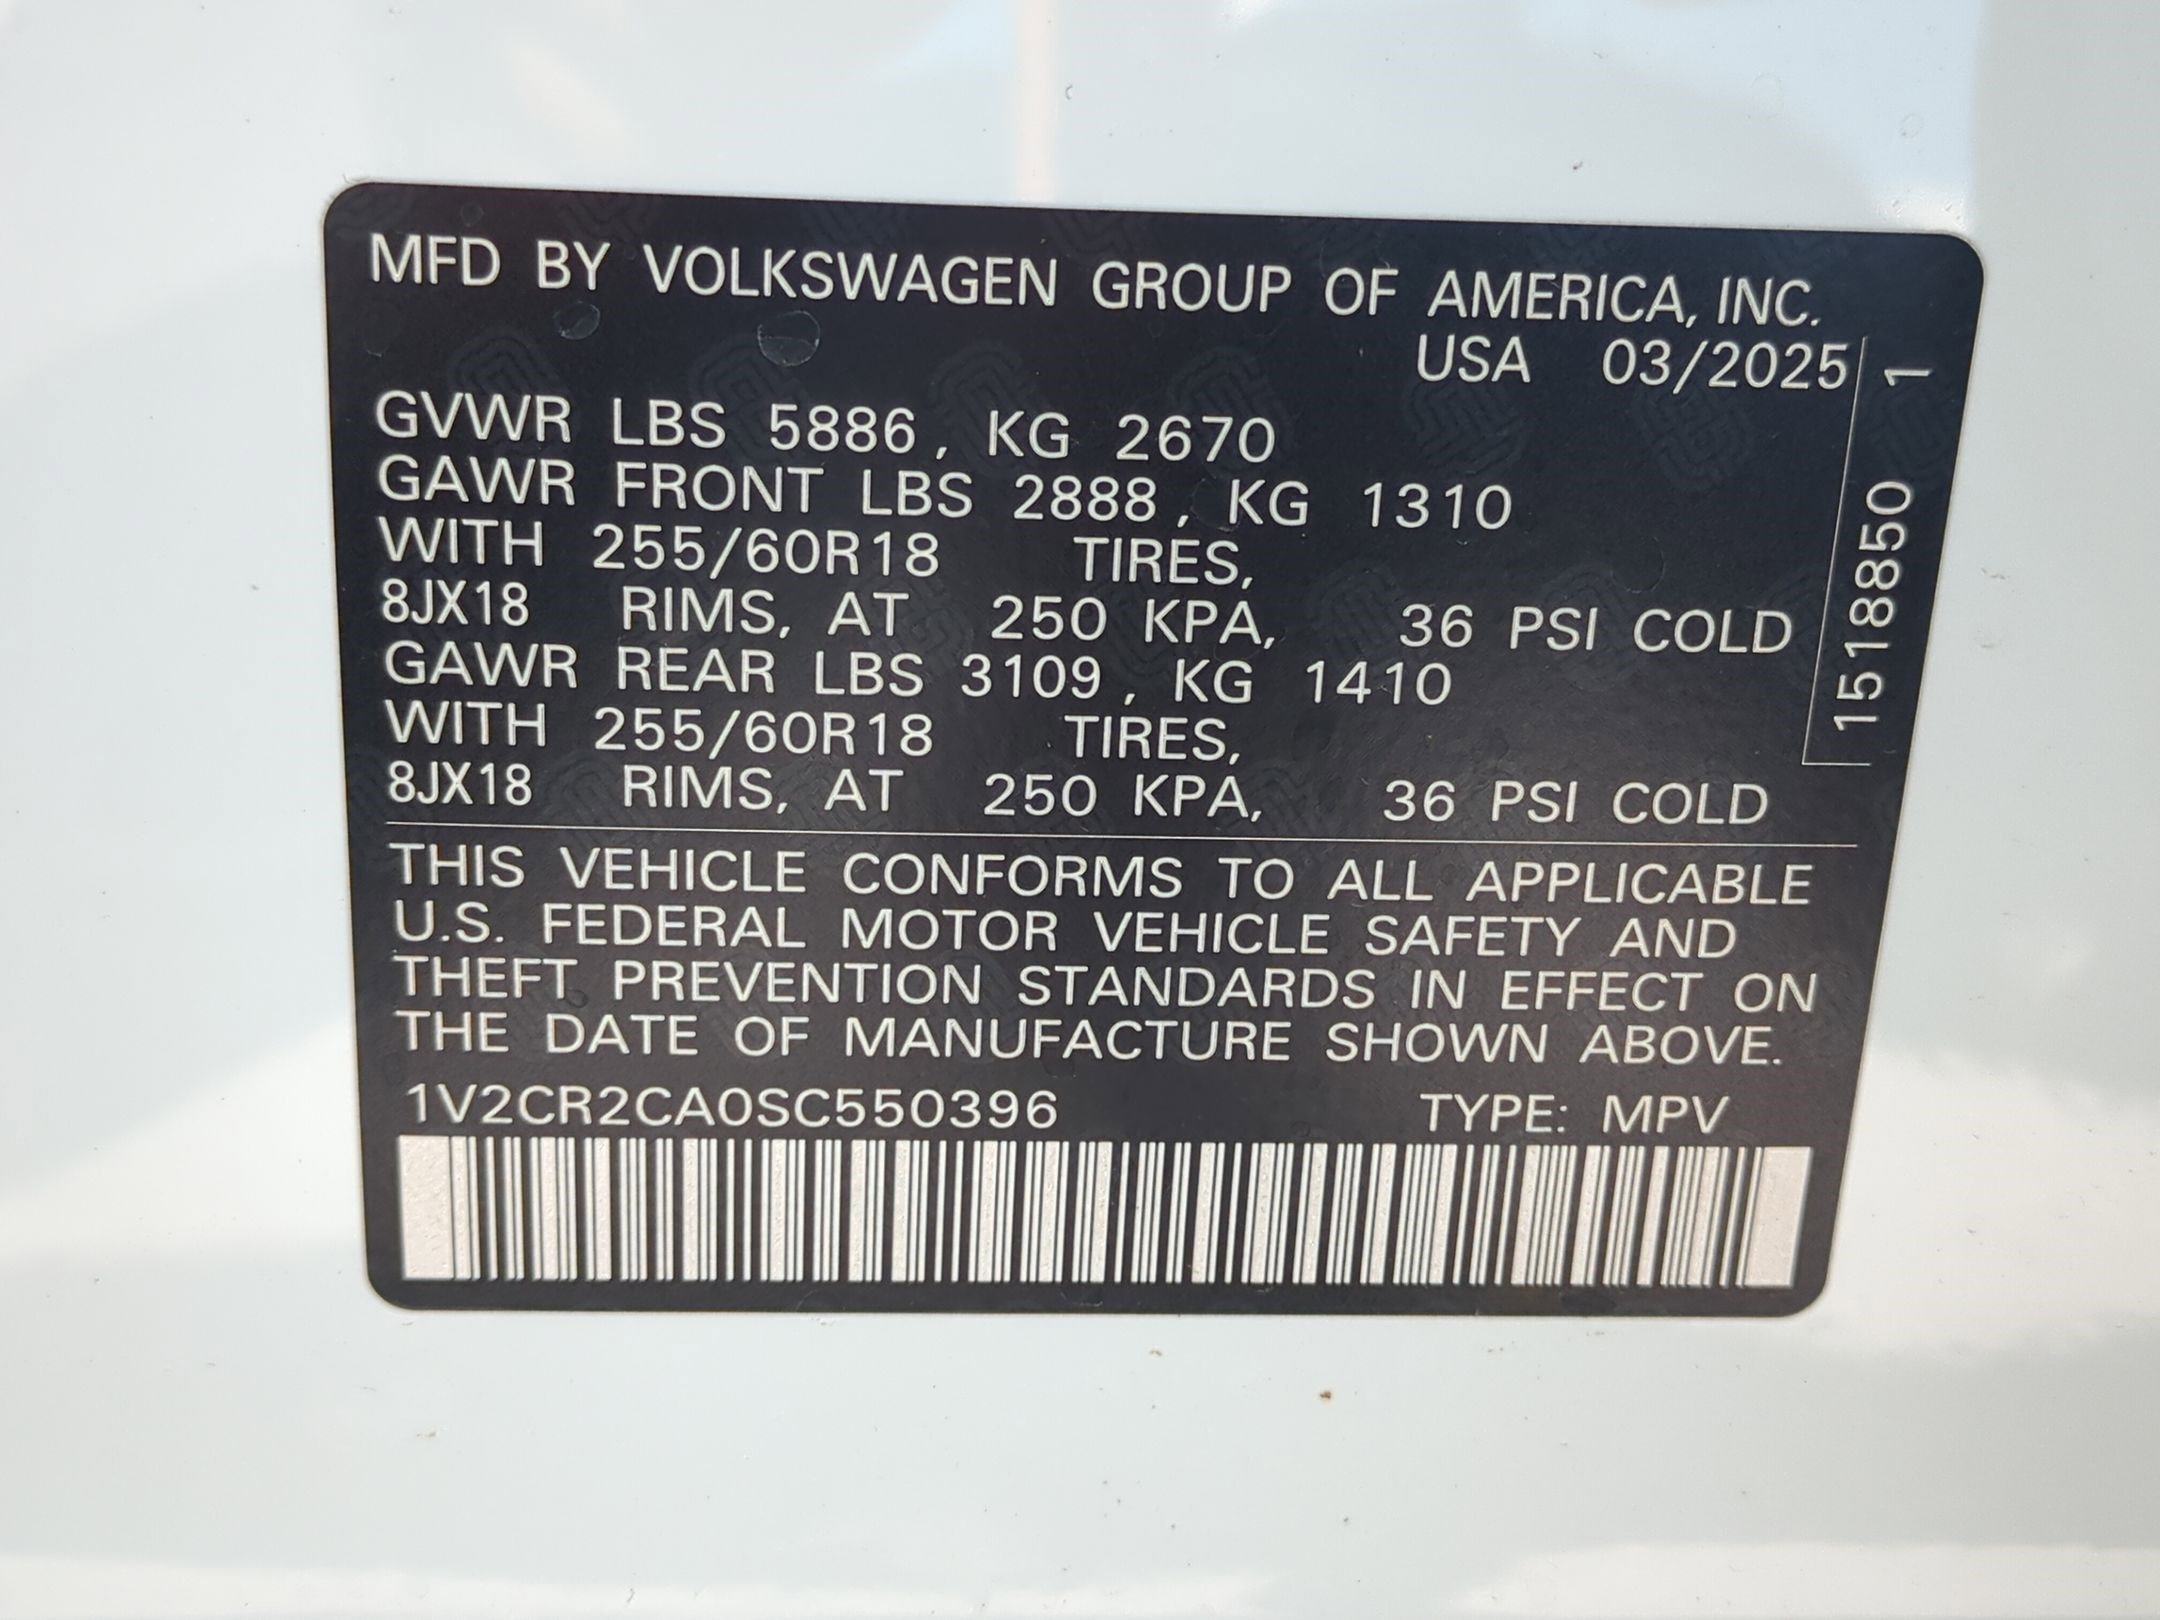 MFD BY VOLKSWAGEN GROUP OF AMERICA, INC.
USA 03/2025
GVWR LBS 5886, KG 2670
GAWR FRONT LBS 2888, KG 1310
WITH 255/60R18 TIRES,
8JX18 RIMS, AT 250 KPA, 36 PSI COLD
GAWR REAR LBS 3109, KG 1410
WITH 255/60R18 TIRES,
8JX18 RIMS, AT 250 KPA, 36 PSI COLD
1518850 1
THIS VEHICLE CONFORMS TO ALL APPLICABLE
U.S. FEDERAL MOTOR VEHICLE SAFETY AND
THEFT PREVENTION STANDARDS IN EFFECT ON
THE DATE OF MANUFACTURE SHOWN ABOVE.
1V2CR2CA0SC550396 TYPE: MPV